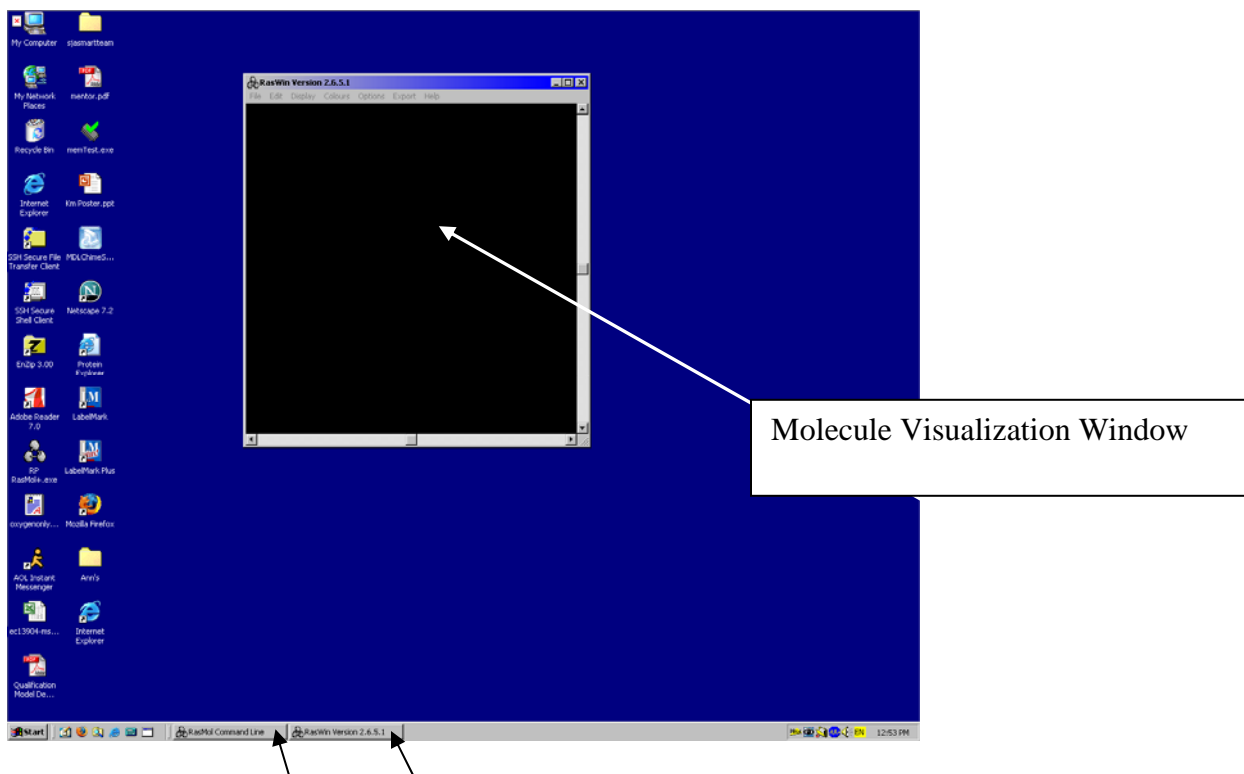 My Computer
sjasmartteam
My Network
Places
mentor.pdf
Recycle Bin
memTest.exe
Internet
Explorer
Km Poster.ppt
SSH Secure File
Transfer Client
MDLChimeS...
SSH Secure
Shell Client
Netscape 7.2
EnZip 3.00
Protein
Explorer
Adobe Reader
7.0
LabelMark
RP
RasMol+.exe
LabelMark Plus
oxygenonly....
Mozilla Firefox
AOL Instant
Messenger
Ann's
ec13904-ms...
Internet
Explorer
Qualification
Model De...
RasWin Version 2.6.5.1
File Edit Display Colours Options Export Help
Molecule Visualization Window
Start
RasMol Command Line
RasWin Version 2.6.5.1
EN
12:53 PM